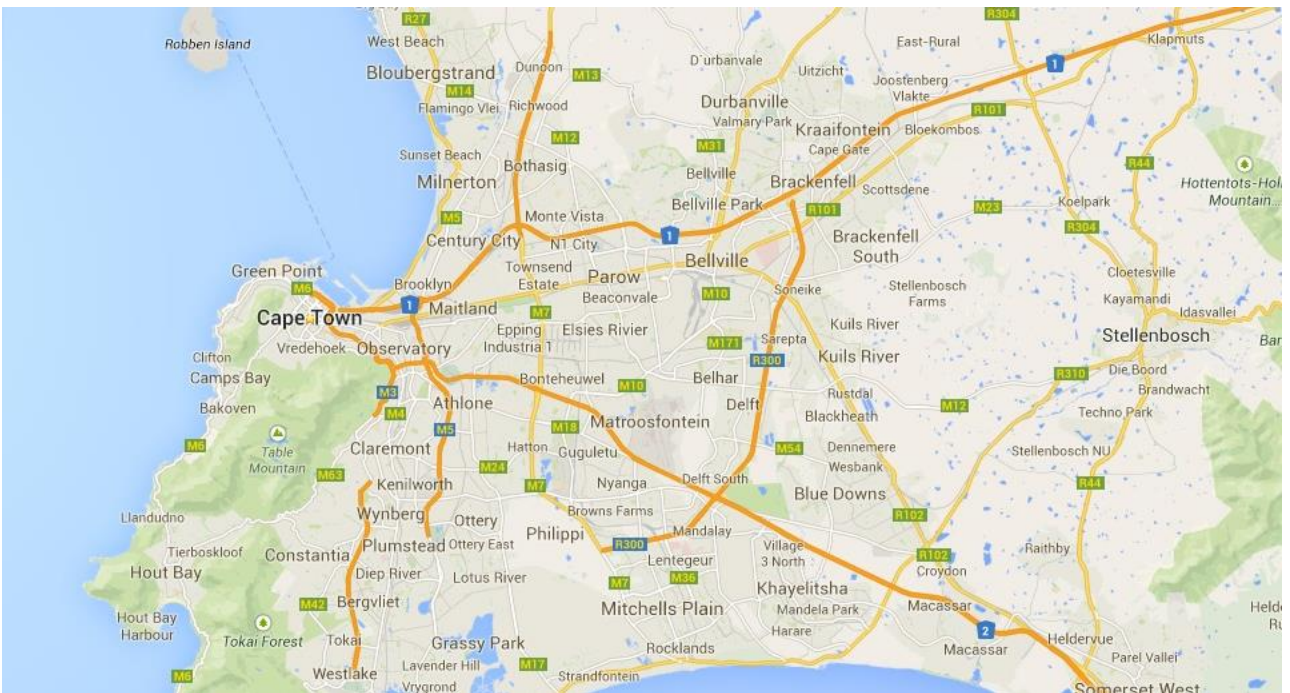 R27
R304
Robben Island
West Beach
East-Rural
Klapmuts
Bloubergstrand
Dunoon
M13
D'urbanvale
Uitzicht
1
Joostenberg
Vlakte
M14
Flamingo Vlei
Richwood
Durbanville
Valmary Park
R101
M12
Kraaifontein
Bloekombos
Cape Gate
M31
Sunset Beach
Bothasig
R44
Milnerton
Bellville
Brackenfell
Scottsdene
Hottentots-Hol
Mountain...
Bellville Park
R101
M23
Koelpark
M5
Monte Vista
R304
Century City
N1 City
1
Brackenfell
South
Green Point
Townsend
Estate
Parow
Bellville
Cloetesville
M6
Brooklyn
Beaconvale
M10
Soneike
Stellenbosch
Farms
Kayamandi
1
Maitland
M7
Idasvallei
Cape Town
Epping
Industria 1
Elsies Rivier
Kuils River
Stellenbosch
Vredehoek
Observatory
M171
Sarepta
Ban
Clifton
R300
Kuils River
Camps Bay
Bonteheuwel
M10
Belhar
R310
Die Boord
M3
Rustdal
Brandwacht
Bakoven
M4
Athlone
Delft
M12
Techno Park
Blackheath
M5
M18
Matroosfontein
M6
Table
Mountain
Claremont
Hatton
Guguletu
M54
Dennemere
Stellenbosch NU
M63
M24
Wesbank
Kenilworth
M7
Nyanga
Delft South
R44
Blue Downs
Llandudno
Wynberg
Browns Farms
R102
Ottery
Philippi
Mandalay
Tierboskloof
Constantia
Plumstead
Ottery East
R300
Village
3 North
R102
Raithby
Hout Bay
Diep River
Lotus River
Lentegeur
M36
Croydon
M7
Khayelitsha
M42
Bergvliet
Mitchells Plain
Mandela Park
Macassar
Hout Bay
Harbour
Harare
2
Tokai Forest
Tokai
Grassy Park
Rocklands
Macassar
Heldervue
M6
Westlake
Lavender Hill
M17
Strandfontein
Parel Vallei
Vrygrond
Somerset West